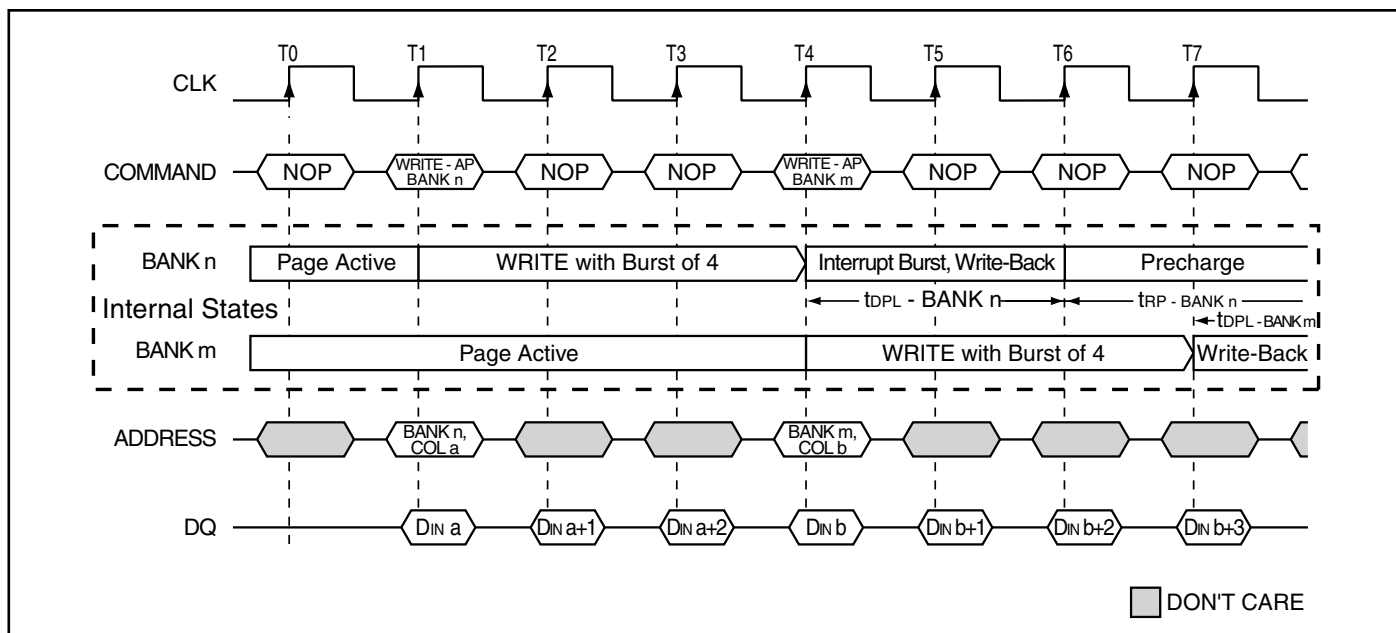 T0 T1 T2 T3 T4 T5 T6 T7
CLK
COMMAND NOP WRITE - AP BANK n NOP NOP WRITE - AP BANK m NOP NOP NOP
BANK n Page Active WRITE with Burst of 4 Interrupt Burst, Write-Back Precharge
Internal States tDPL - BANK n tRP - BANK n
tDPL - BANK m
BANK m Page Active WRITE with Burst of 4 Write-Back
ADDRESS BANK n, COL a BANK m, COL b
DQ DIN a DIN a+1 DIN a+2 DIN b DIN b+1 DIN b+2 DIN b+3
DON'T CARE